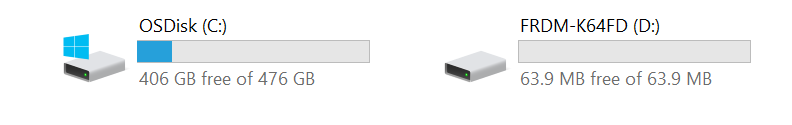 OSDisk (C:)
406 GB free of 476 GB
FRDM-K64FD (D:)
63.9 MB free of 63.9 MB